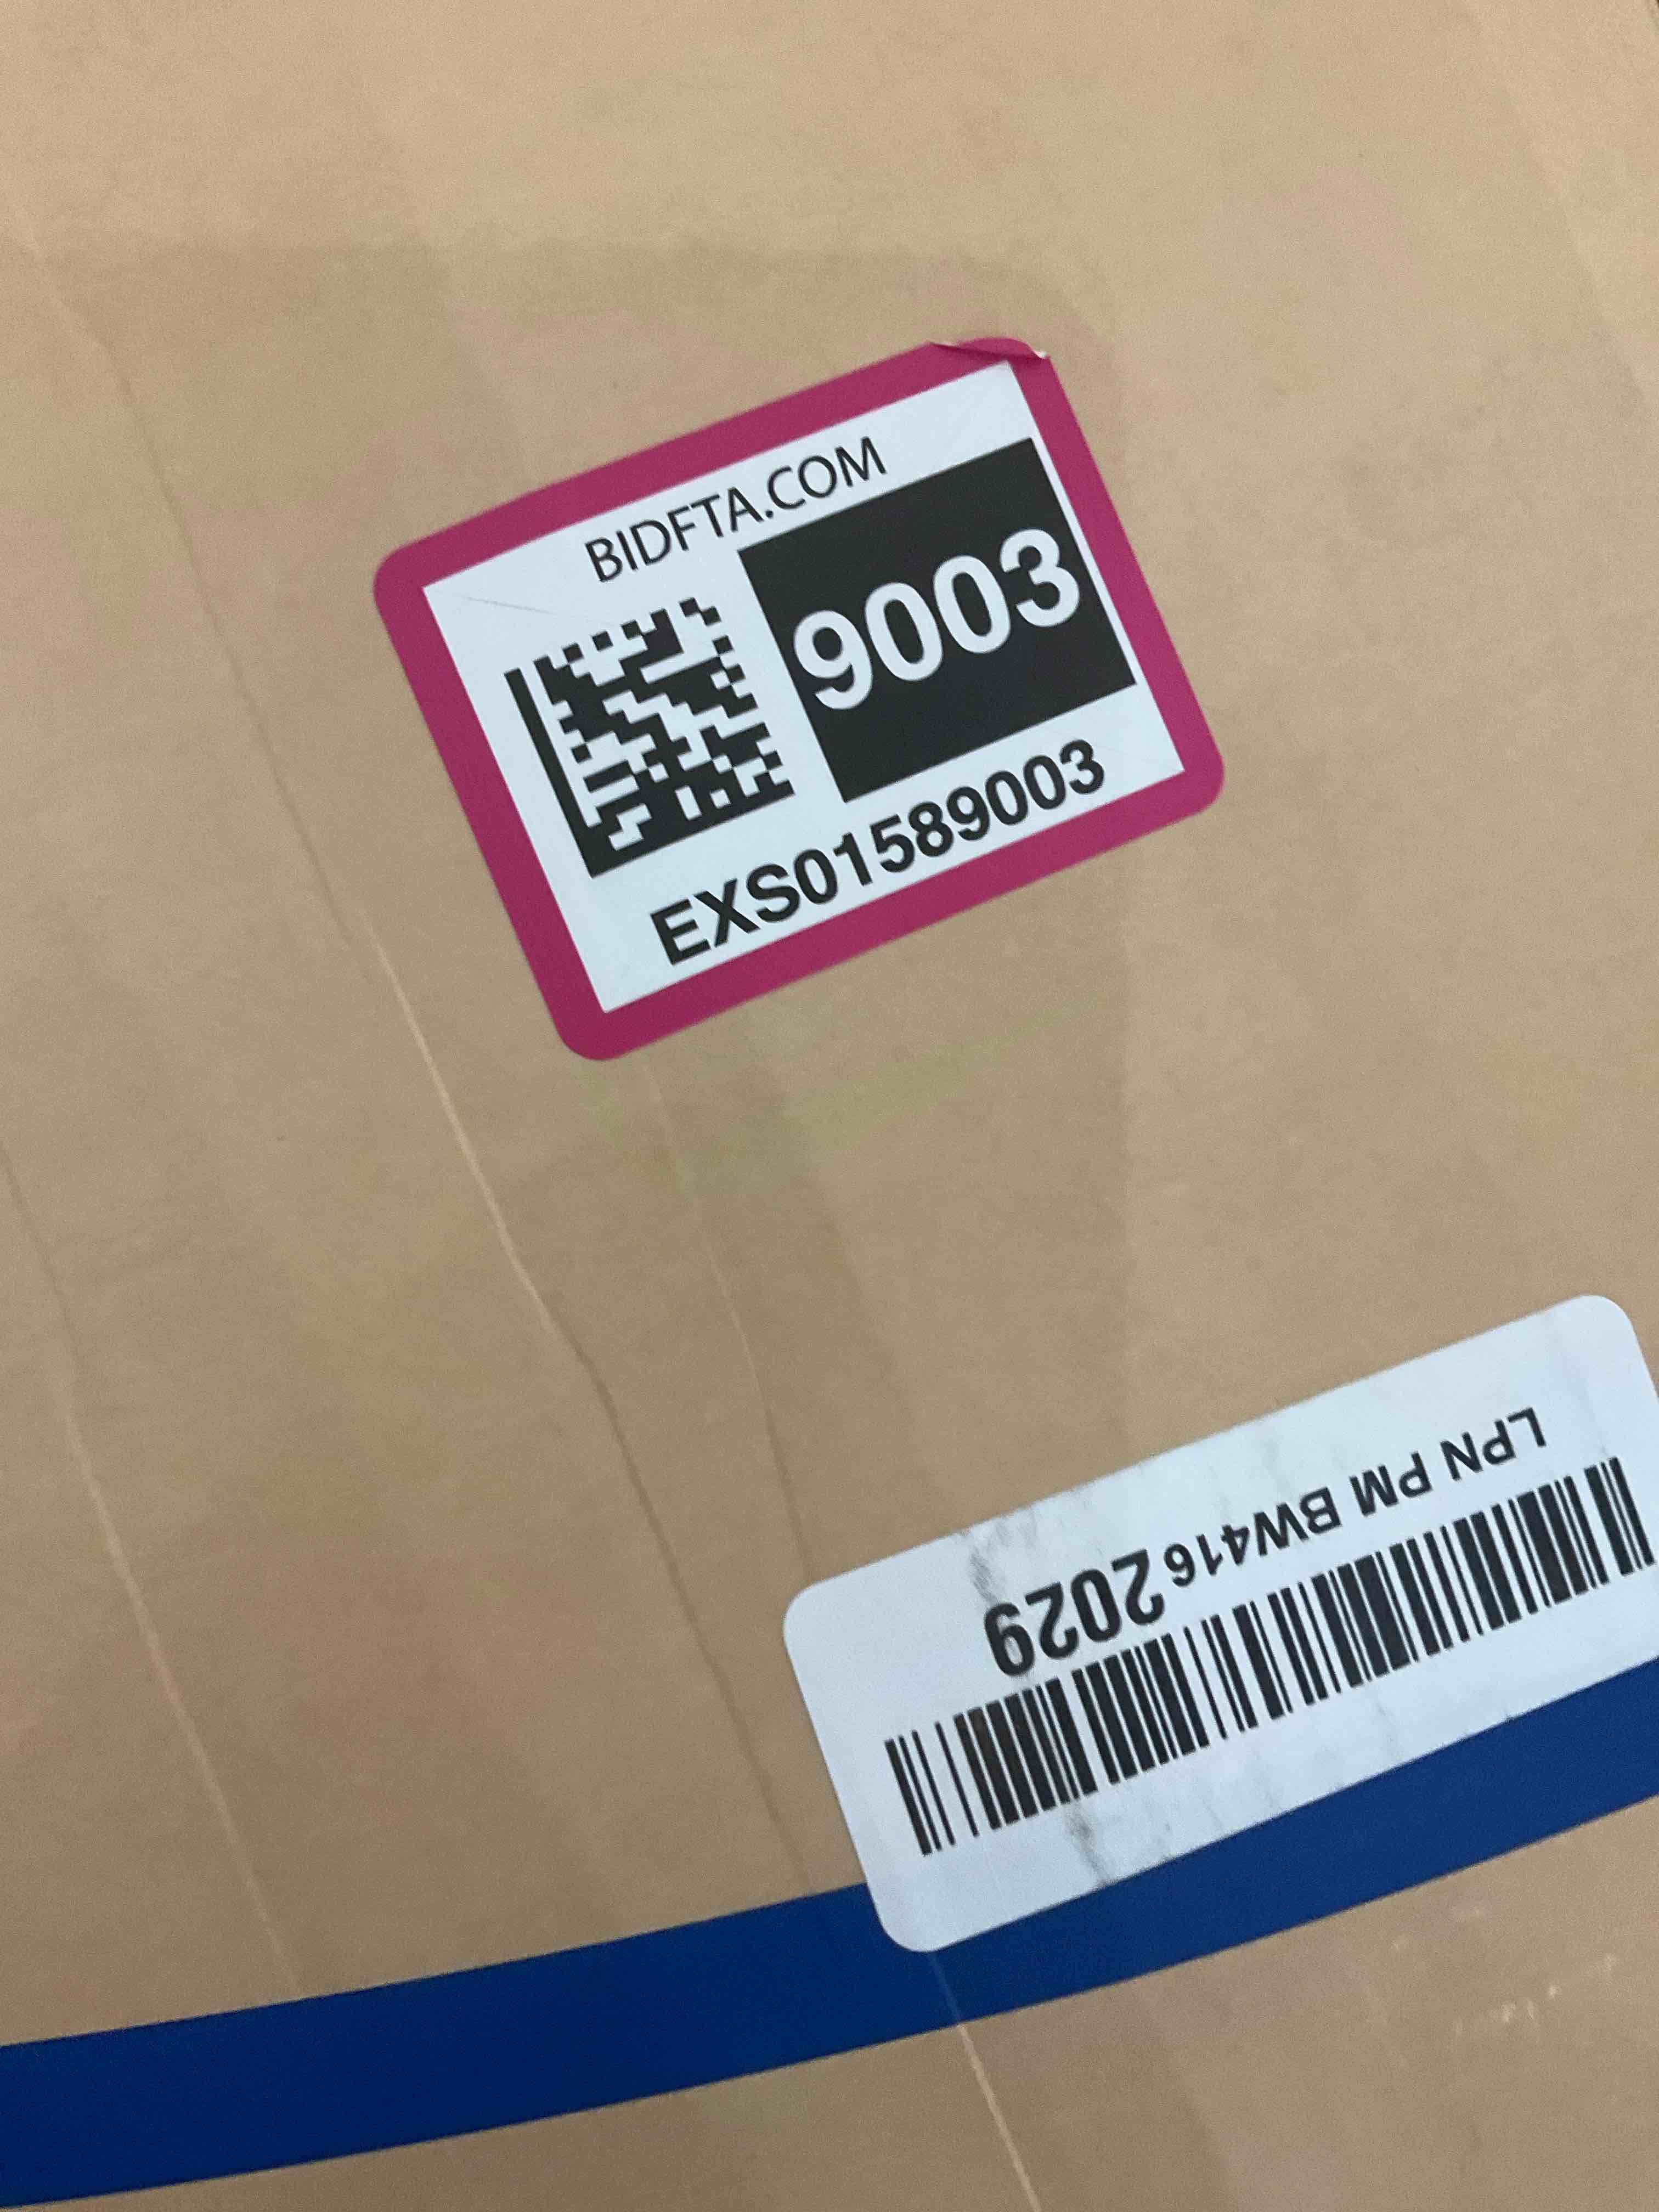 BIDFTA.COM
9003
EXS01589003
LPN PM BW416 2029